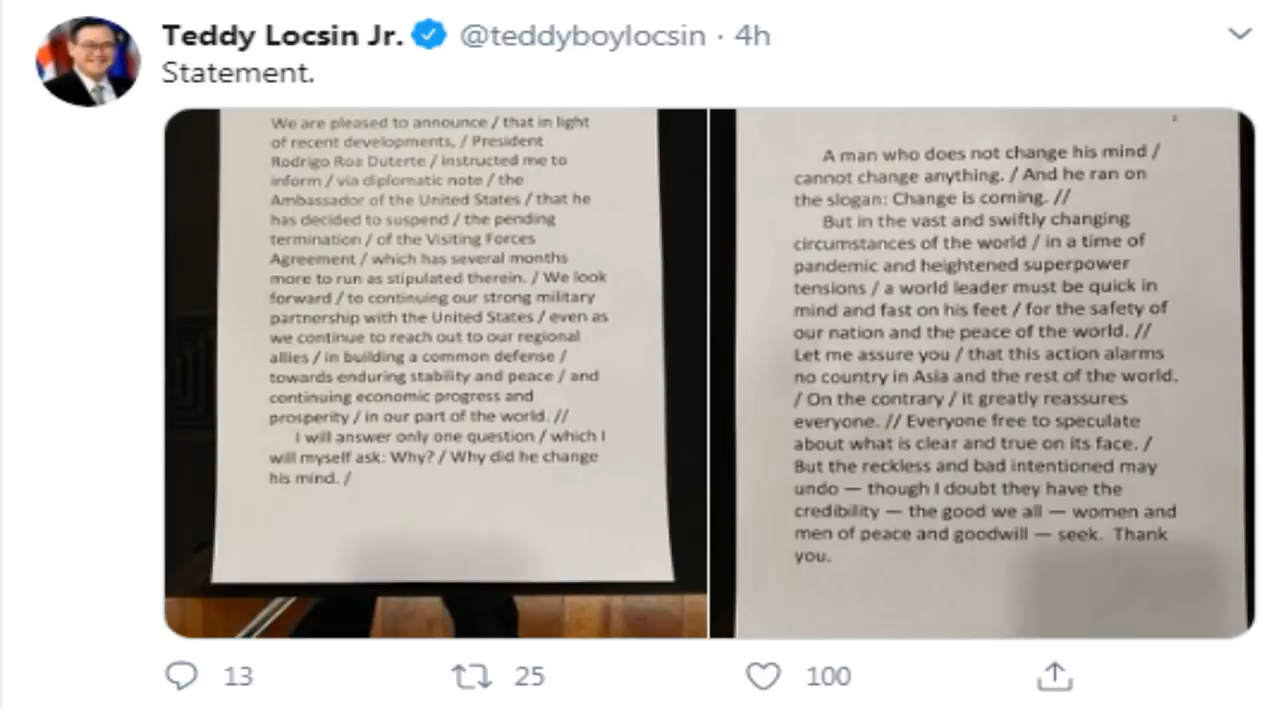 Teddy Locsin Jr. @teddyboylocsin · 4h
Statement.
We are pleased to announce / that in light
of recent developments, / President
Rodrigo Roa Duterte / instructed me to
inform / via diplomatic note / the
Ambassador of the United States / that he
has decided to suspend / the pending
termination / of the Visiting Forces
Agreement / which has several months
more to run as stipulated therein. / We look
forward / to continuing our strong military
partnership with the United States / even as
we continue to reach out to our regional
allies / in building a common defense /
towards enduring stability and peace / and
continuing economic progress and
prosperity / in our part of the world. //
I will answer only one question / which I
will myself ask: Why? / Why did he change
his mind. /
A man who does not change his mind /
cannot change anything. / And he ran on
the slogan: Change is coming. //
But in the vast and swiftly changing
circumstances of the world / in a time of
pandemic and heightened superpower
tensions / a world leader must be quick in
mind and fast on his feet / for the safety of
our nation and the peace of the world. //
Let me assure you / that this action alarms
no country in Asia and the rest of the world.
/ On the contrary / it greatly reassures
everyone. // Everyone free to speculate
about what is clear and true on its face. /
But the reckless and bad intentioned may
undo — though I doubt they have the
credibility — the good we all — women and
men of peace and goodwill — seek. Thank
you.
13 25 100